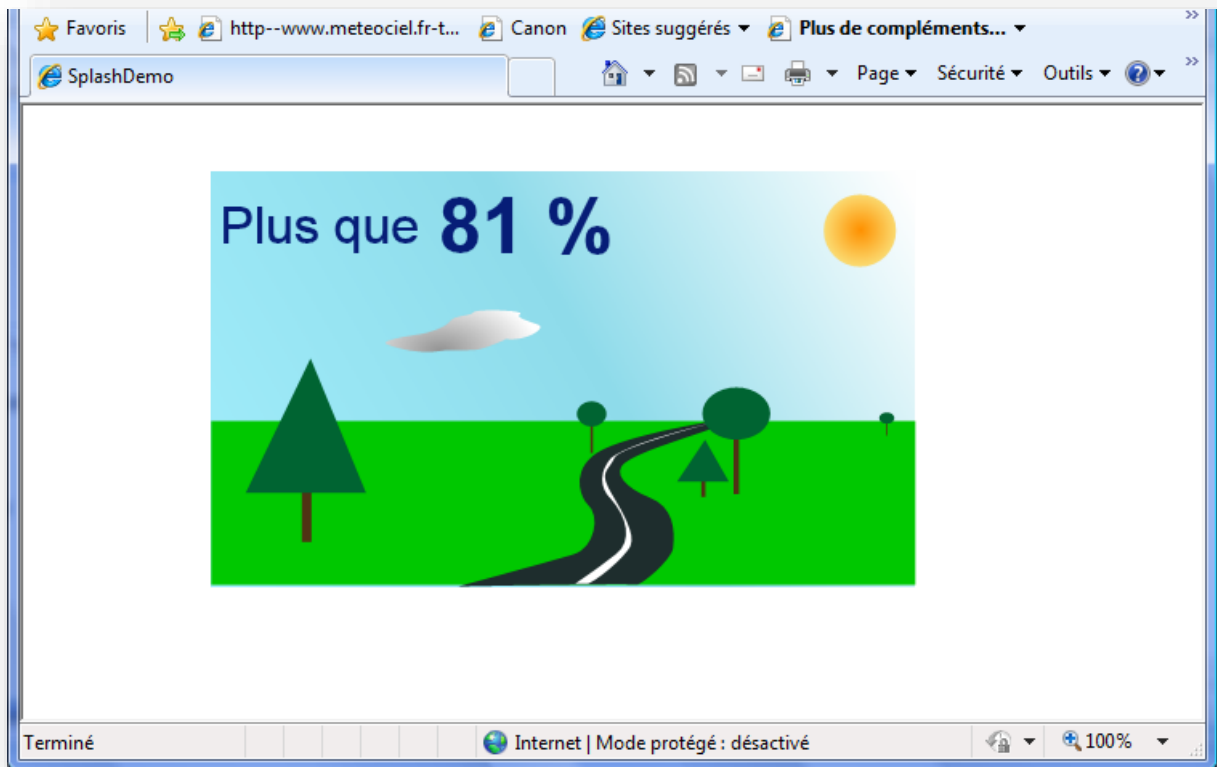 Favoris http--www.meteociel.fr-t... Canon Sites suggérés Plus de compléments...
SplashDemo Page Sécurité Outils
Plus que 81 %
Terminé Internet | Mode protégé : désactivé 100%